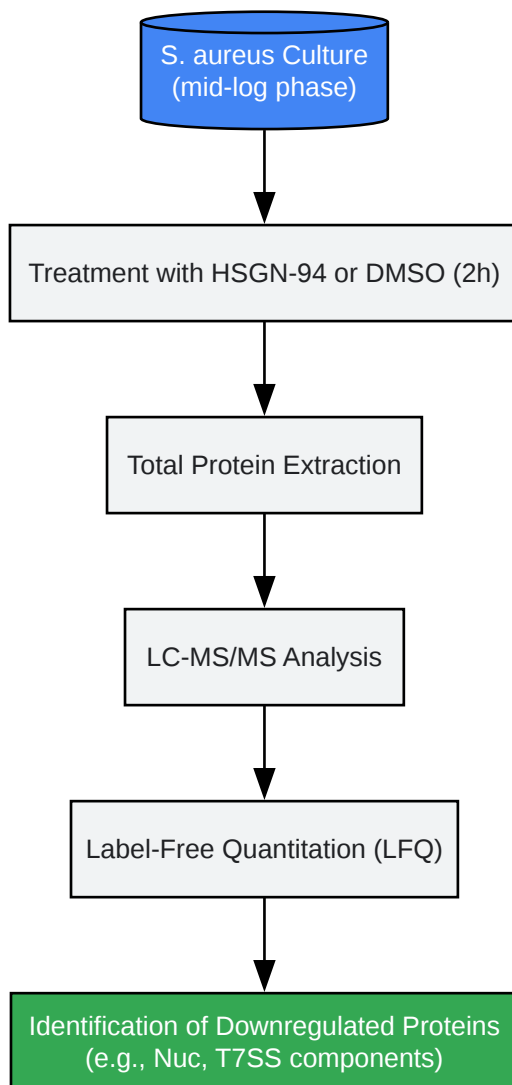 S. aureus Culture
(mid-log phase)
Treatment with HSGN-94 or DMSO (2h)
Total Protein Extraction
LC-MS/MS Analysis
Label-Free Quantitation (LFQ)
Identification of Downregulated Proteins
(e.g., Nuc, T7SS components)